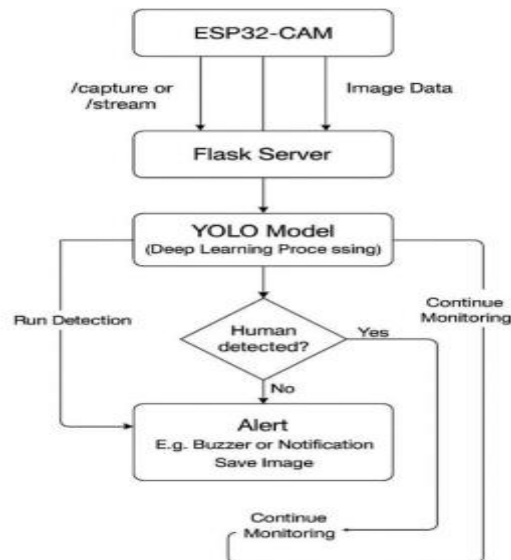 ESP32-CAM
/capture or
/stream
Image Data
Flask Server
YOLO Model
(Deep Learning Proce ssing)
Run Detection
Continue
Monitoring
Human
detected?
Yes
No
Alert
E.g. Buzzer or Notification
Save Image
Continue
Monitoring